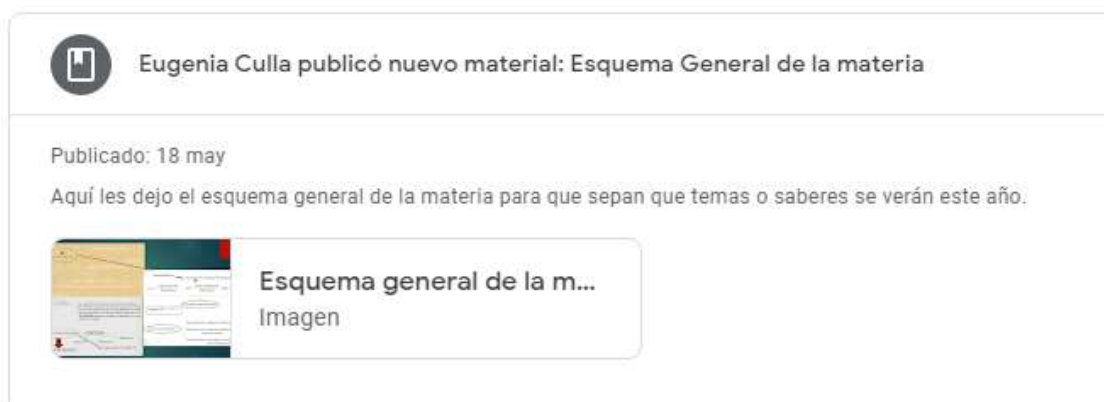 Eugenia Culla publicó nuevo material: Esquema General de la materia
Publicado: 18 may
Aquí les dejo el esquema general de la materia para que sepan que temas o saberes se verán este año.
Esquema general de la m...
Imagen